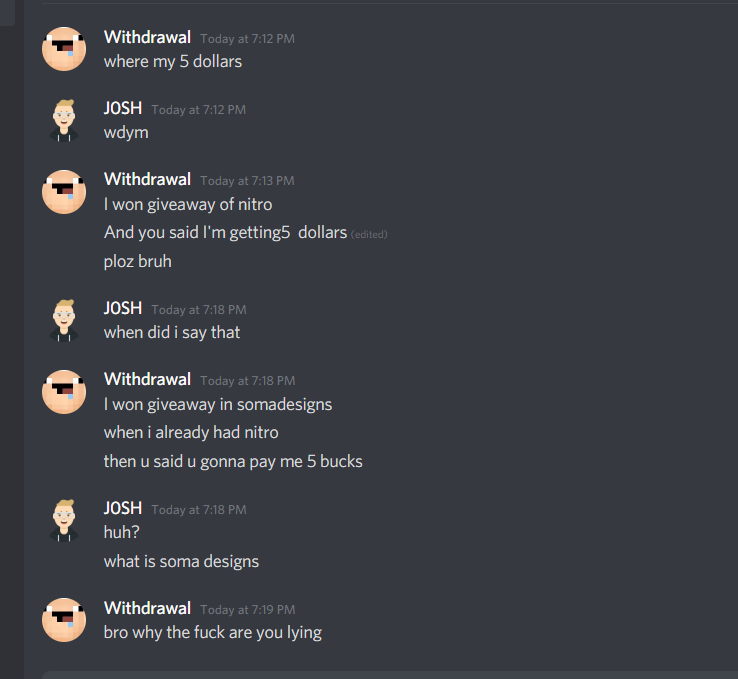 Withdrawal Today at 7:12 PM
where my 5 dollars
JOSH Today at 7:12 PM
wdym
Withdrawal Today at 7:13 PM
I won giveaway of nitro
And you said I'm getting5  dollars (edited)
ploz bruh
JOSH Today at 7:18 PM
when did i say that
Withdrawal Today at 7:18 PM
I won giveaway in somadesigns
when i already had nitro
then u said u gonna pay me 5 bucks
JOSH Today at 7:18 PM
huh?
what is soma designs
Withdrawal Today at 7:19 PM
bro why the fuck are you lying